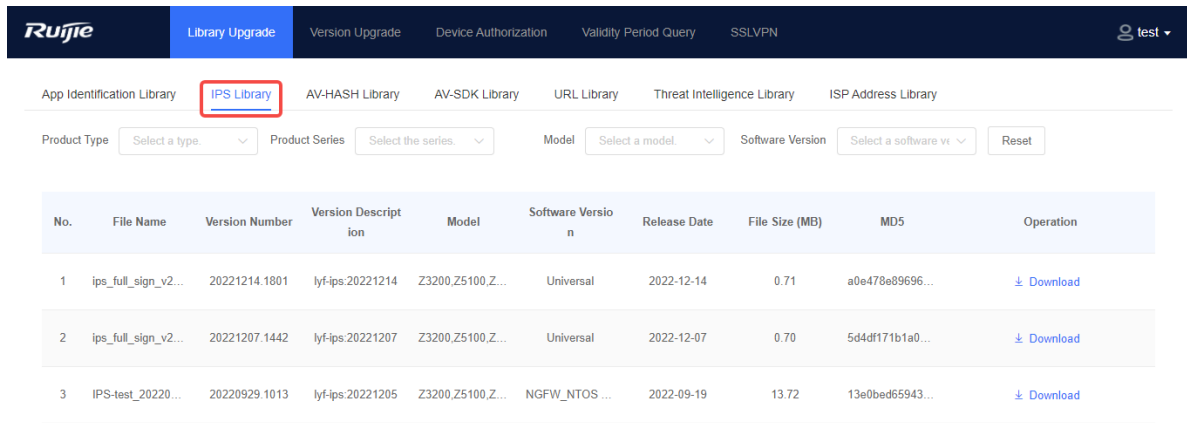 Ruijie Library Upgrade Version Upgrade Device Authorization Validity Period Query SSLVPN test
App Identification Library IPS Library AV-HASH Library AV-SDK Library URL Library Threat Intelligence Library ISP Address Library
Product Type Select a type. Product Series Select the series. Model Select a model. Software Version Select a software ve Reset
No. File Name Version Number Version Descript Model Software Versio Release Date File Size (MB) MD5 Operation
ion n
1 ips_full_sign_v2... 20221214.1801 lyf-ips:20221214 Z3200,Z5100,Z... Universal 2022-12-14 0.71 a0e478e89696... Download
2 ips_full_sign_v2... 20221207.1442 lyf-ips:20221207 Z3200,Z5100,Z... Universal 2022-12-07 0.70 5d4df171b1a0... Download
3 IPS-test_20220... 20220929.1013 lyf-ips:20221205 Z3200,Z5100,Z... NGFW_NTOS ... 2022-09-19 13.72 13e0bed65943... Download